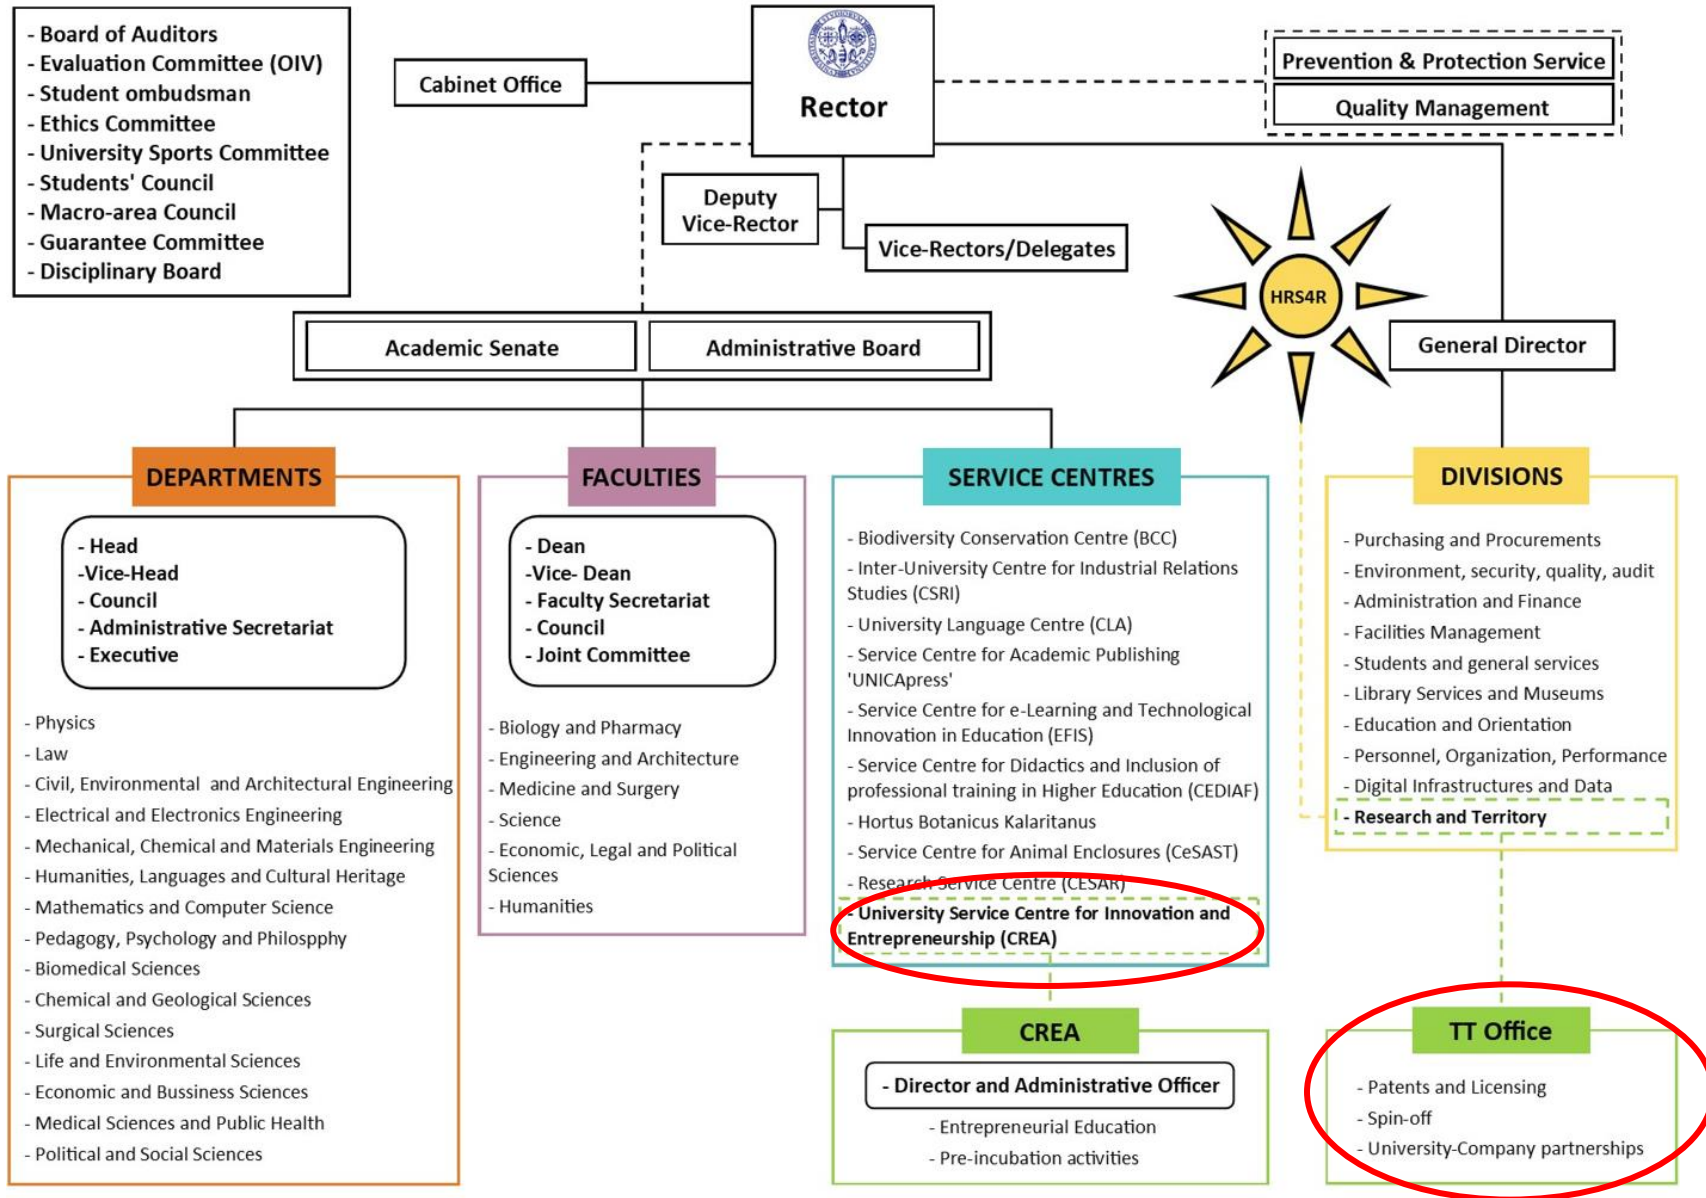 - Board of Auditors
- Evaluation Committee (OIV)
- Student ombudsman
- Ethics Committee
- University Sports Committee
- Students' Council
- Macro-area Council
- Guarantee Committee
- Disciplinary Board
Cabinet Office
Rector
Prevention & Protection Service
Quality Management
Deputy
Vice-Rector
Vice-Rectors/Delegates
HRS4R
Academic Senate
Administrative Board
General Director
DEPARTMENTS
- Head
-Vice-Head
- Council
- Administrative Secretariat
- Executive
- Physics
- Law
- Civil, Environmental and Architectural Engineering
- Electrical and Electronics Engineering
- Mechanical, Chemical and Materials Engineering
- Humanities, Languages and Cultural Heritage
- Mathematics and Computer Science
- Pedagogy, Psychology and Philospphy
- Biomedical Sciences
- Chemical and Geological Sciences
- Surgical Sciences
- Life and Environmental Sciences
- Economic and Bussiness Sciences
- Medical Sciences and Public Health
- Political and Social Sciences
FACULTIES
- Dean
-Vice- Dean
- Faculty Secretariat
- Council
- Joint Committee
- Biology and Pharmacy
- Engineering and Architecture
- Medicine and Surgery
- Science
- Economic, Legal and Political
Sciences
- Humanities
SERVICE CENTRES
- Biodiversity Conservation Centre (BCC)
- Inter-University Centre for Industrial Relations
Studies (CSRI)
- University Language Centre (CLA)
- Service Centre for Academic Publishing
'UNICApress'
- Service Centre for e-Learning and Technological
Innovation in Education (EFIS)
- Service Centre for Didactics and Inclusion of
professional training in Higher Education (CEDIAF)
- Hortus Botanicus Kalaritanus
- Service Centre for Animal Enclosures (CeSAST)
- Research Service Centre (CESAR)
- University Service Centre for Innovation and
Entrepreneurship (CREA)
CREA
- Director and Administrative Officer
- Entrepreneurial Education
- Pre-incubation activities
DIVISIONS
- Purchasing and Procurements
- Environment, security, quality, audit
- Administration and Finance
- Facilities Management
- Students and general services
- Library Services and Museums
- Education and Orientation
- Personnel, Organization, Performance
- Digital Infrastructures and Data
- Research and Territory
TT Office
- Patents and Licensing
- Spin-off
- University-Company partnerships